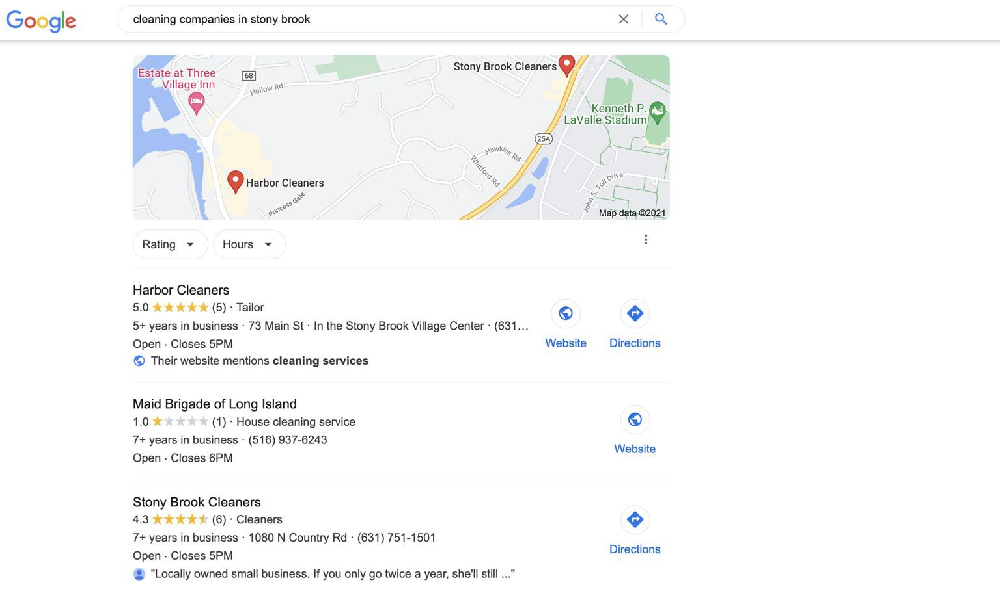 Google
cleaning companies in stony brook
Estate at Three
Village Inn
68
Hollow Rd
Stony Brook Cleaners
Kenneth P.
LaValle Stadium
25A
Hawkins Rd
Whitford Rd
John S. Toll Drive
Harbor Cleaners
Princess Gate
Map data ©2021
Rating
Hours
Harbor Cleaners
5.0 (5) · Tailor
5+ years in business · 73 Main St · In the Stony Brook Village Center · (631...
Open · Closes 5PM
Their website mentions cleaning services
Website
Directions
Maid Brigade of Long Island
1.0 (1) · House cleaning service
7+ years in business · (516) 937-6243
Open · Closes 6PM
Website
Stony Brook Cleaners
4.3 (6) · Cleaners
7+ years in business · 1080 N Country Rd · (631) 751-1501
Open · Closes 5PM
"Locally owned small business. If you only go twice a year, she'll still ..."
Directions